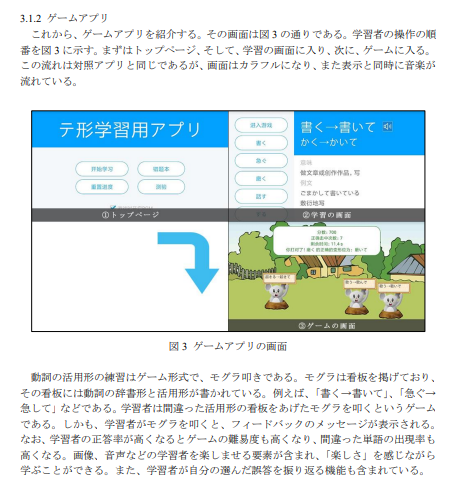 3.1.2 ゲームアプリ
これから、ゲームアプリを紹介する。その画面は図 3 の通りである。学習者の操作の順
番を図 3 に示す。まずはトップページ、そして、学習の画面に入り、次に、ゲームに入る。
この流れは対照アプリと同じであるが、画面はカラフルになり、また表示と同時に音楽が
流れている。
テ形学習用アプリ
开始学习
错题本
重置进度
説明
①トップページ
进入游戏
書く
急ぐ
書く→書いて
かく→かいて
意味
做文章或创作作品，写
例文
ごまかして書いている
敷衍地写
話す
②学習の画面
分数: 700
正確击中次数: 7
③ゲームの画面
図 3 ゲームアプリの画面
動詞の活用形の練習はゲーム形式で、モグラ叩きである。モグラは看板を掲げており、
その看板には動詞の辞書形と活用形が書かれている。例えば、「書く→書いて」、「急ぐ→
急して」などである。学習者は間違った活用形の看板をあげたモグラを叩くというゲーム
である。しかも、学習者がモグラを叩くと、フィードバックのメッセージが表示される。
なお、学習者の正答率が高くなるとゲームの難易度も高くなり、間違った単語の出現率も
高くなる。画像、音声などの学習者を楽しませる要素が含まれ、「楽しさ」を感じながら
学ぶことができる。また、学習者が自分の選んだ誤答を振り返る機能も含まれている。